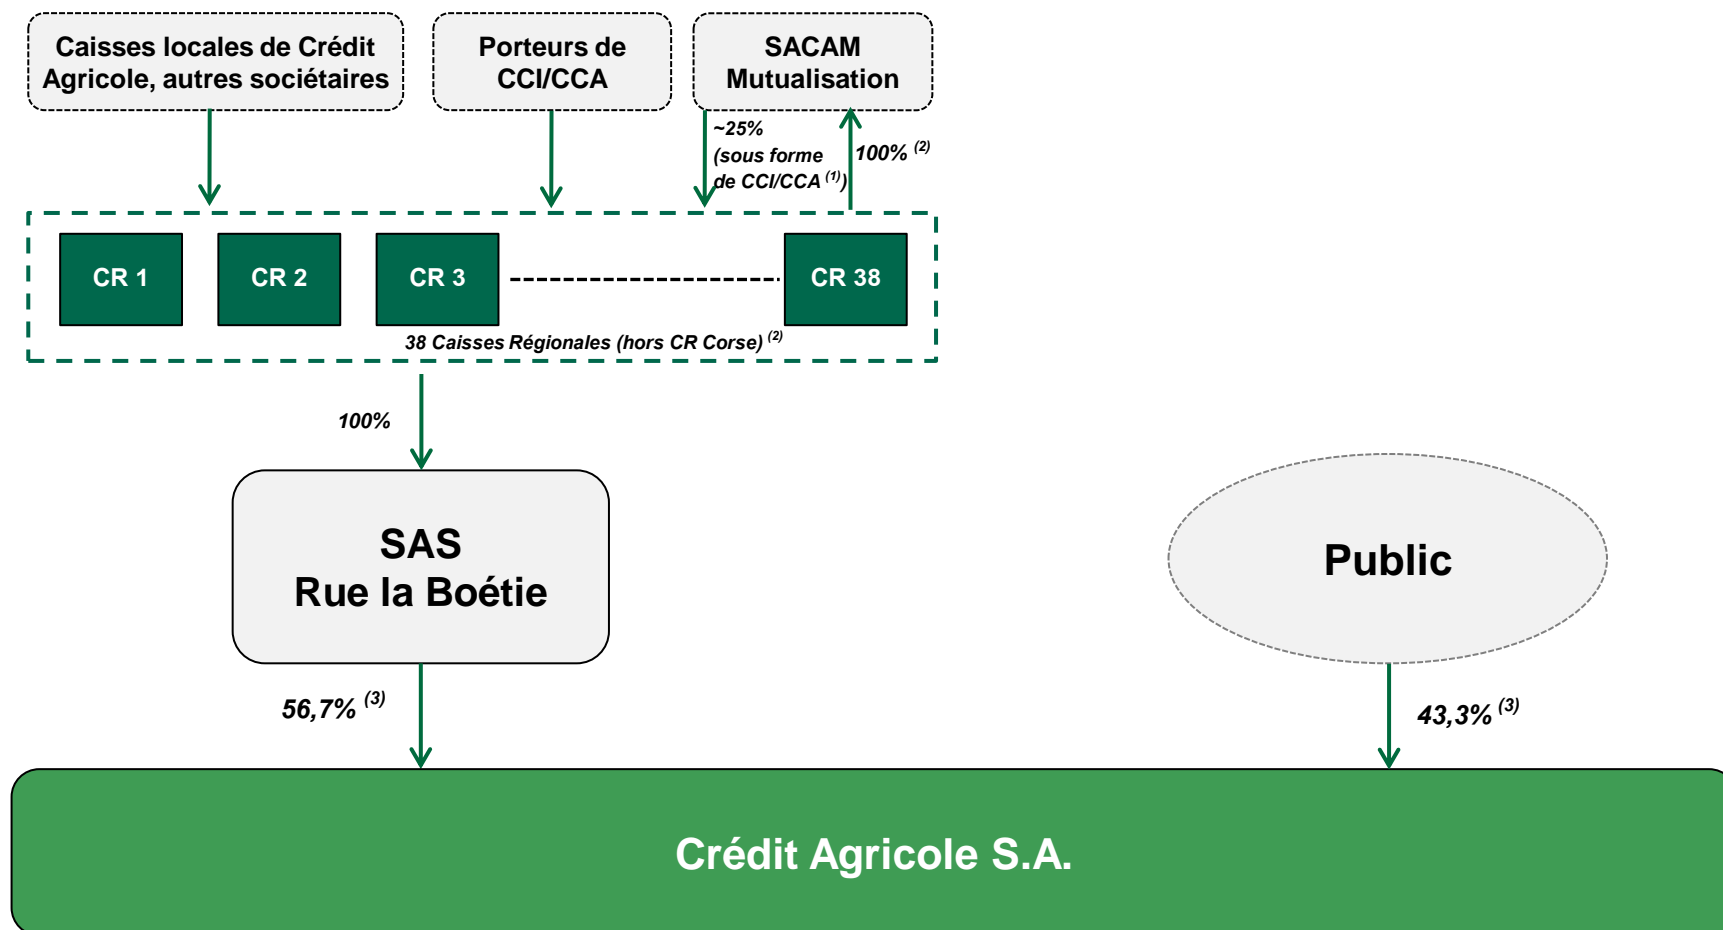 Caisses locales de Crédit
Agricole, autres sociétaires
Porteurs de
CCI/CCA
SACAM
Mutualisation
~25%
(sous forme
de CCI/CCA (1))
100% (2)
CR 1
CR 2
CR 3
CR 38
38 Caisses Régionales (hors CR Corse) (2)
100%
SAS
Rue la Boétie
Public
56,7% (3)
43,3% (3)
Crédit Agricole S.A.